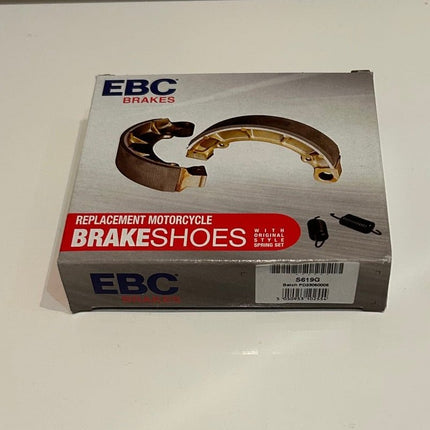 EBC
BRAKES
REPLACEMENT MOTORCYCLE
BRAKESHOES
WITH
ORIGINAL
STYLE
SPRING SET
EBC
BRAKES
S619G